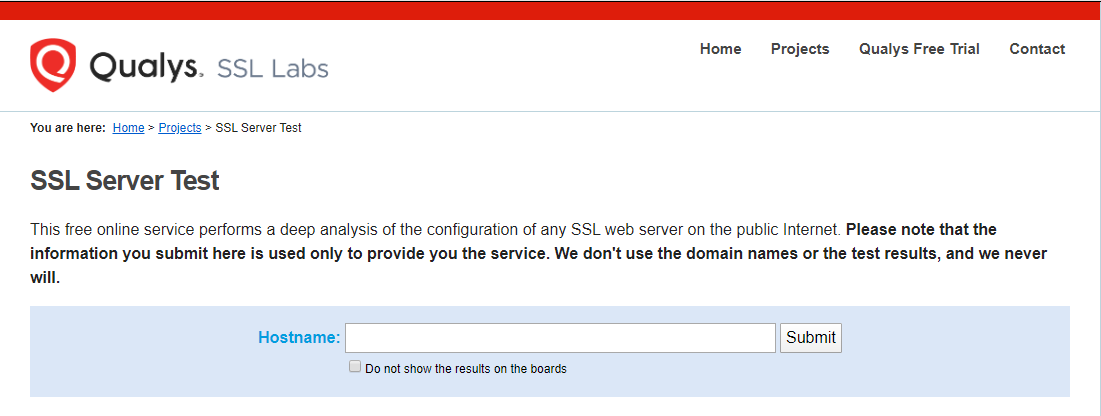 Qualys. SSL Labs
Home Projects Qualys Free Trial Contact
You are here: Home > Projects > SSL Server Test
SSL Server Test
This free online service performs a deep analysis of the configuration of any SSL web server on the public Internet. Please note that the
information you submit here is used only to provide you the service. We don't use the domain names or the test results, and we never
will.
Hostname: Submit
Do not show the results on the boards